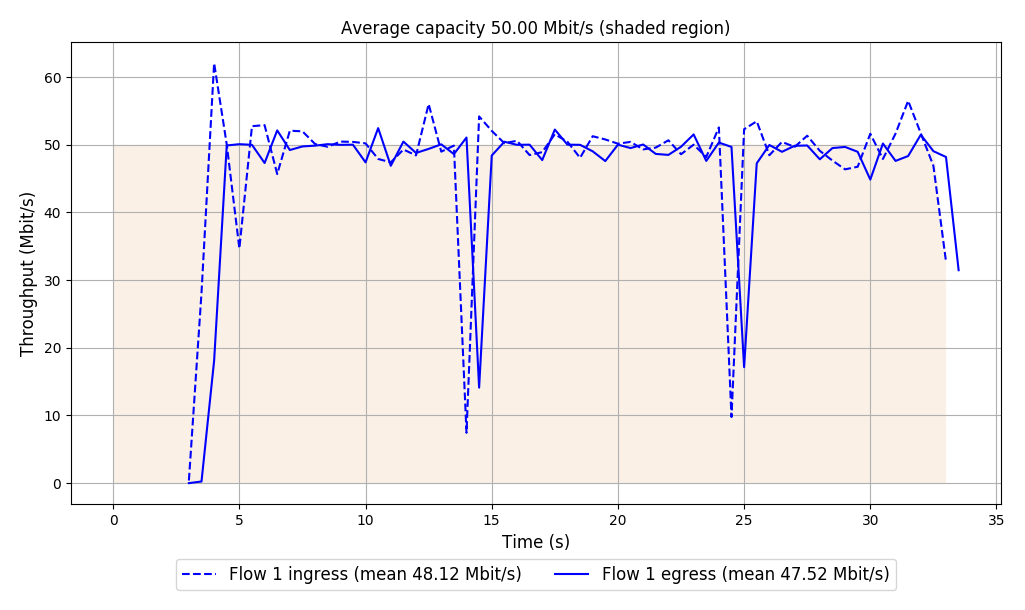 Average capacity 50.00 Mbit/s (shaded region)
Throughput (Mbit/s)
60
50
40
30
20
10
0
0 5 10 15 20 25 30 35
Time (s)
Flow 1 ingress (mean 48.12 Mbit/s) Flow 1 egress (mean 47.52 Mbit/s)